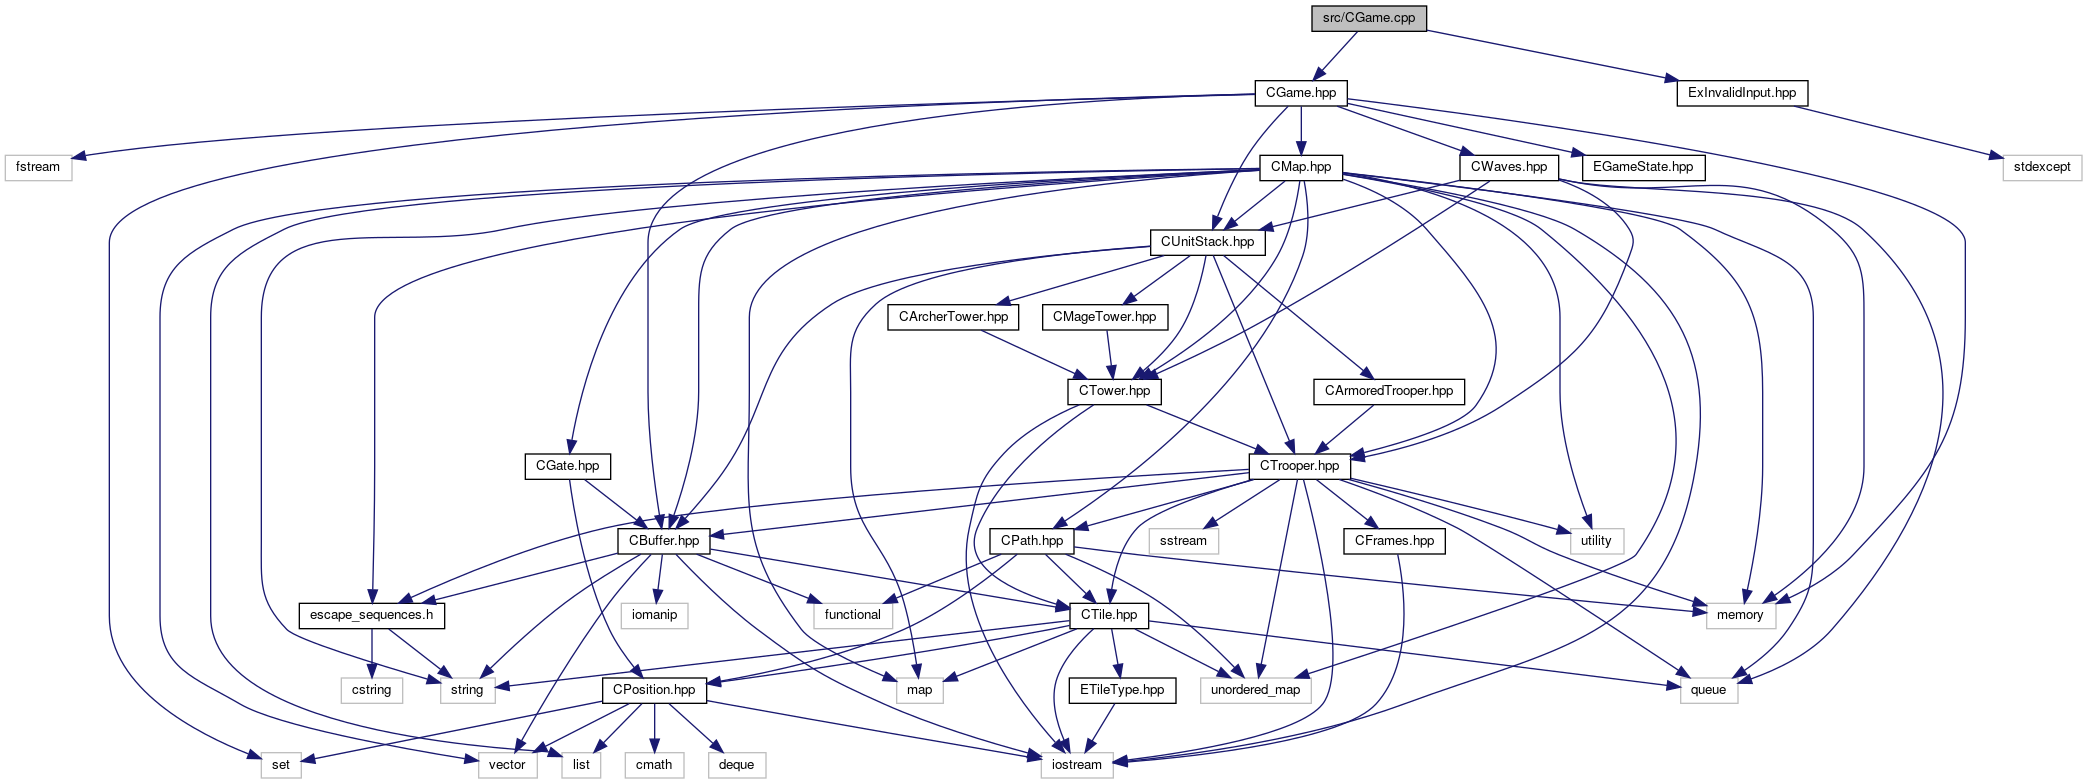 src/CGame.cpp
CGame.hpp
ExInvalidInput.hpp
fstream
CMap.hpp
CWaves.hpp
EGameState.hpp
stdexcept
CUnitStack.hpp
CArcherTower.hpp
CMageTower.hpp
CTower.hpp
CArmoredTrooper.hpp
CGate.hpp
CTrooper.hpp
CBuffer.hpp
CPath.hpp
sstream
CFrames.hpp
utility
escape_sequences.h
iomanip
functional
CTile.hpp
memory
cstring
string
CPosition.hpp
map
ETileType.hpp
unordered_map
queue
set
vector
list
cmath
deque
iostream